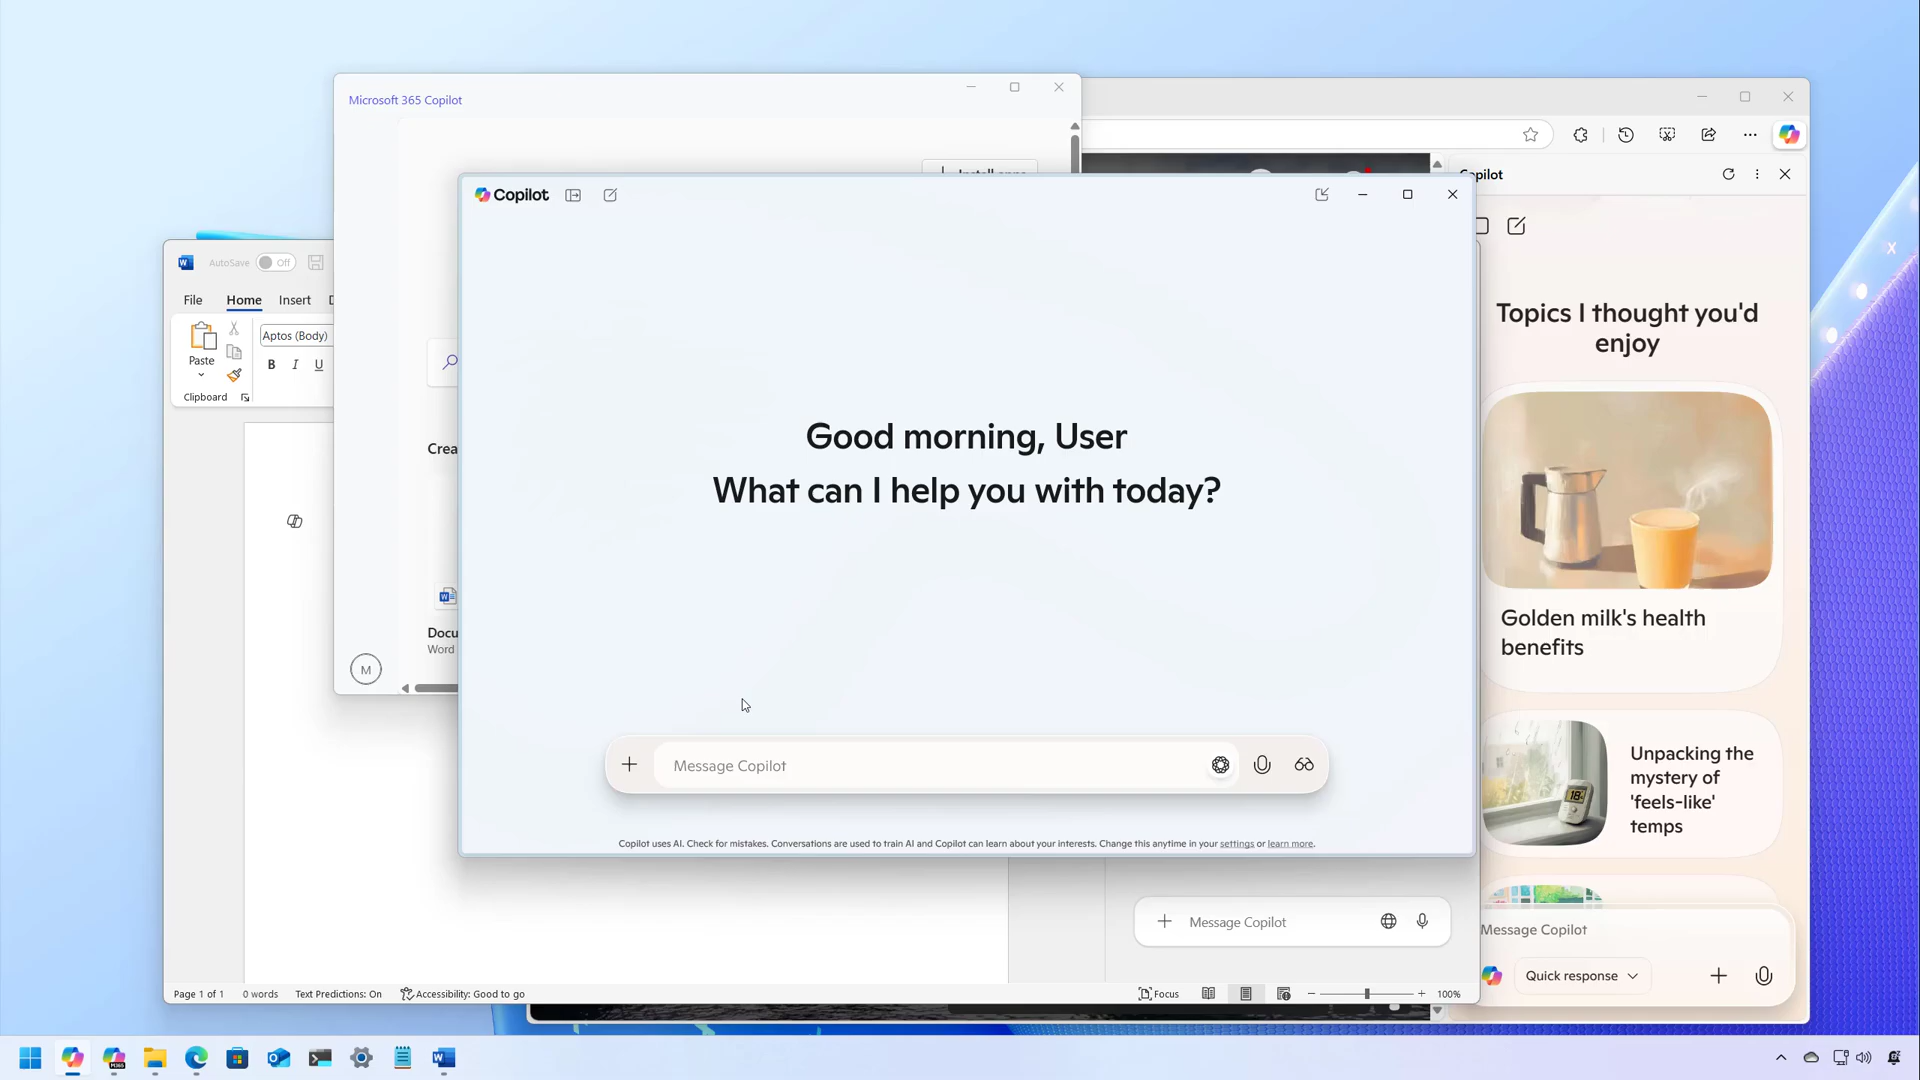 Microsoft 365 Copilot
Copilot
Copilot
AutoSave
Off
File
Home
Insert
Paste
Aptos (Body)
B
I
U
Clipboard
Good morning, User
What can I help you with today?
Message Copilot
Copilot uses AI. Check for mistakes. Conversations are used to train AI and Copilot can learn about your interests. Change this anytime in your settings or learn more.
Crea
Docu
Word
M
Topics I thought you'd
enjoy
Golden milk's health
benefits
Unpacking the
mystery of
'feels-like'
temps
18
Message Copilot
Message Copilot
Quick response
Page 1 of 1
0 words
Text Predictions: On
Accessibility: Good to go
Focus
100%
M365